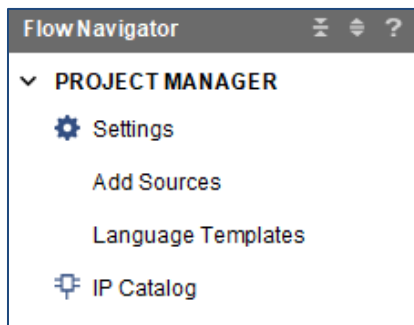 Flow Navigator ?
PROJECT MANAGER
Settings
Add Sources
Language Templates
IP Catalog